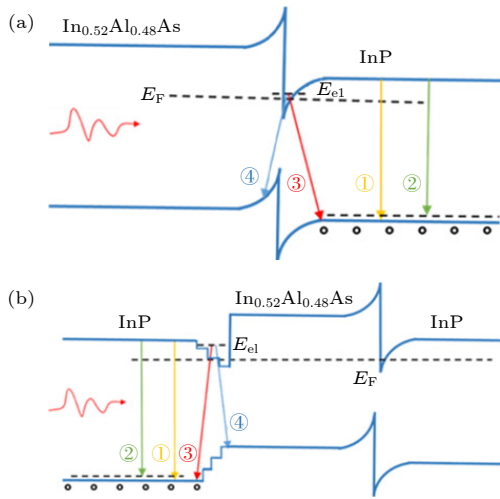 (a)
In0.52Al0.48As
InP
EF
Ee1
④
③
①
②
(b)
In0.52Al0.48As
InP
InP
Eel
EF
④
②
①
③